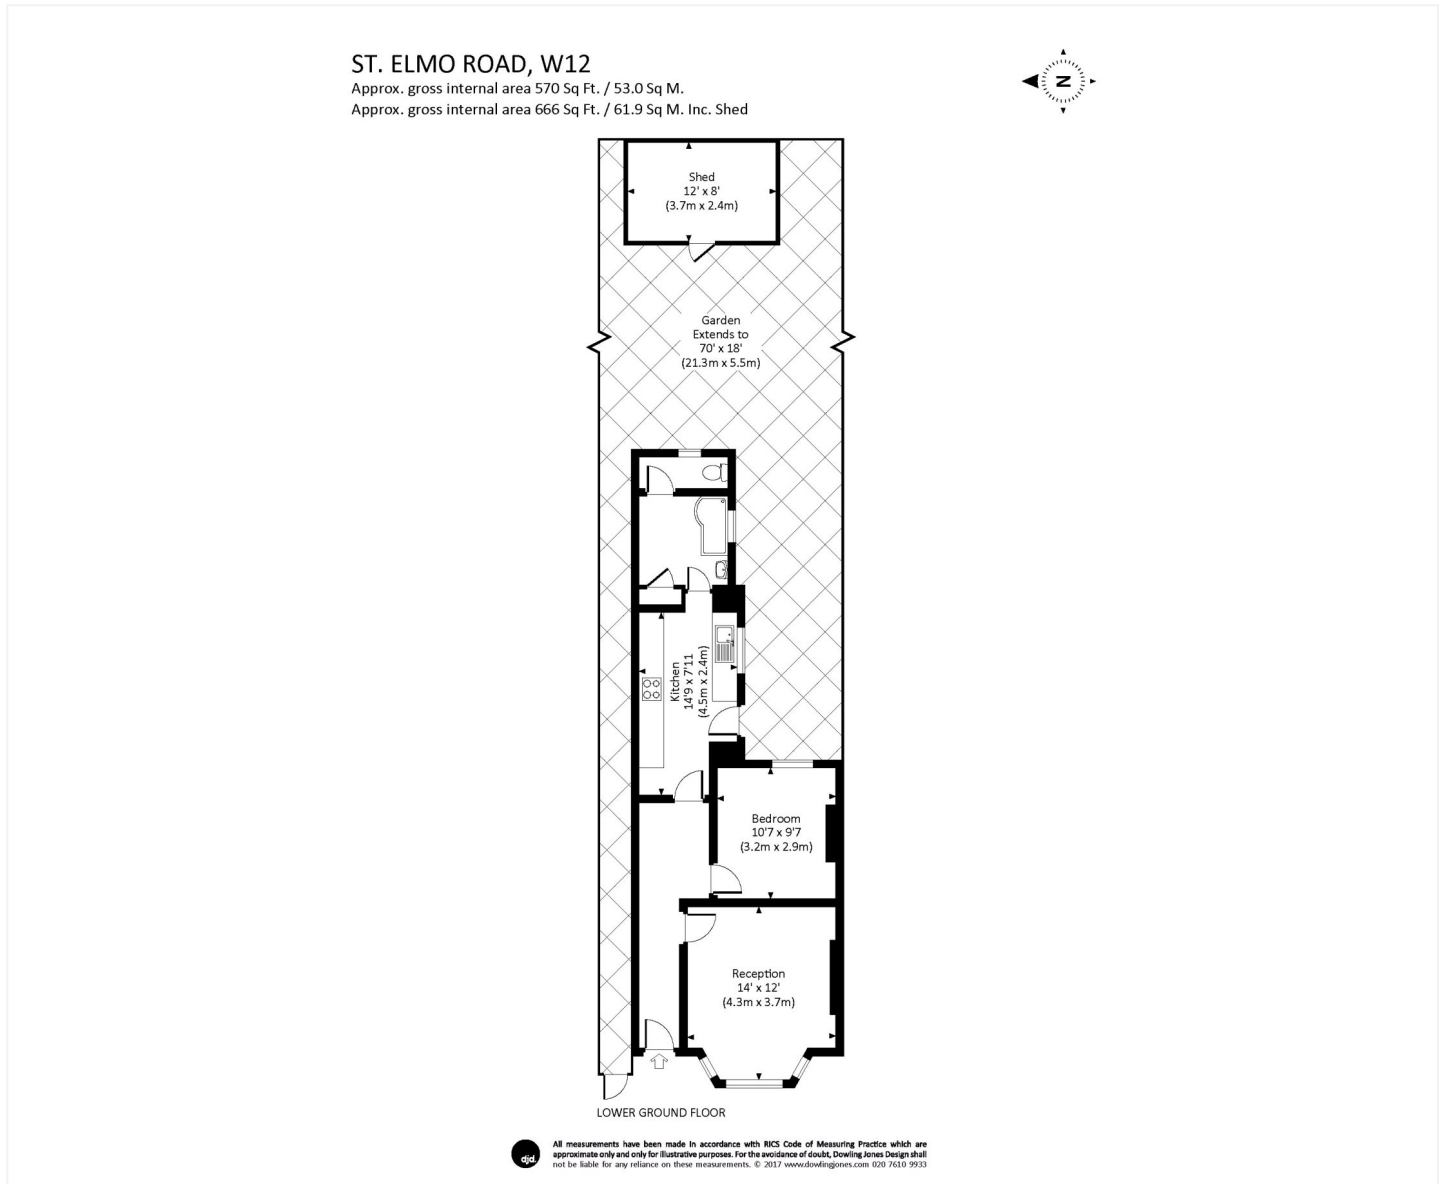 ST. ELMO ROAD, W12
Approx. gross internal area 570 Sq Ft. / 53.0 Sq M.
Approx. gross internal area 666 Sq Ft. / 61.9 Sq M. Inc. Shed
N
Shed
12' x 8'
(3.7m x 2.4m)
Garden
Extends to
70' x 18'
(21.3m x 5.5m)
Kitchen
14'9 x 7'11
(4.5m x 2.4m)
Bedroom
10'7 x 9'7
(3.2m x 2.9m)
Reception
14' x 12'
(4.3m x 3.7m)
LOWER GROUND FLOOR
djd.
All measurements have been made in accordance with RICS Code of Measuring Practice which are
approximate only and only for illustrative purposes. For the avoidance of doubt, Dowling Jones Design shall
not be liable for any reliance on these measurements. © 2017 www.dowlingjones.com 020 7610 9933